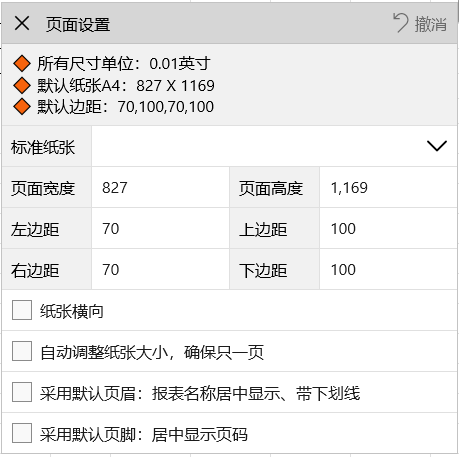 页面设置 撤消
所有尺寸单位：0.01英寸
默认纸张A4：827 X 1169
默认边距：70,100,70,100
标准纸张
页面宽度 827 页面高度 1,169
左边距 70 上边距 100
右边距 70 下边距 100
纸张横向
自动调整纸张大小，确保只一页
采用默认页眉：报表名称居中显示、带下划线
采用默认页脚：居中显示页码